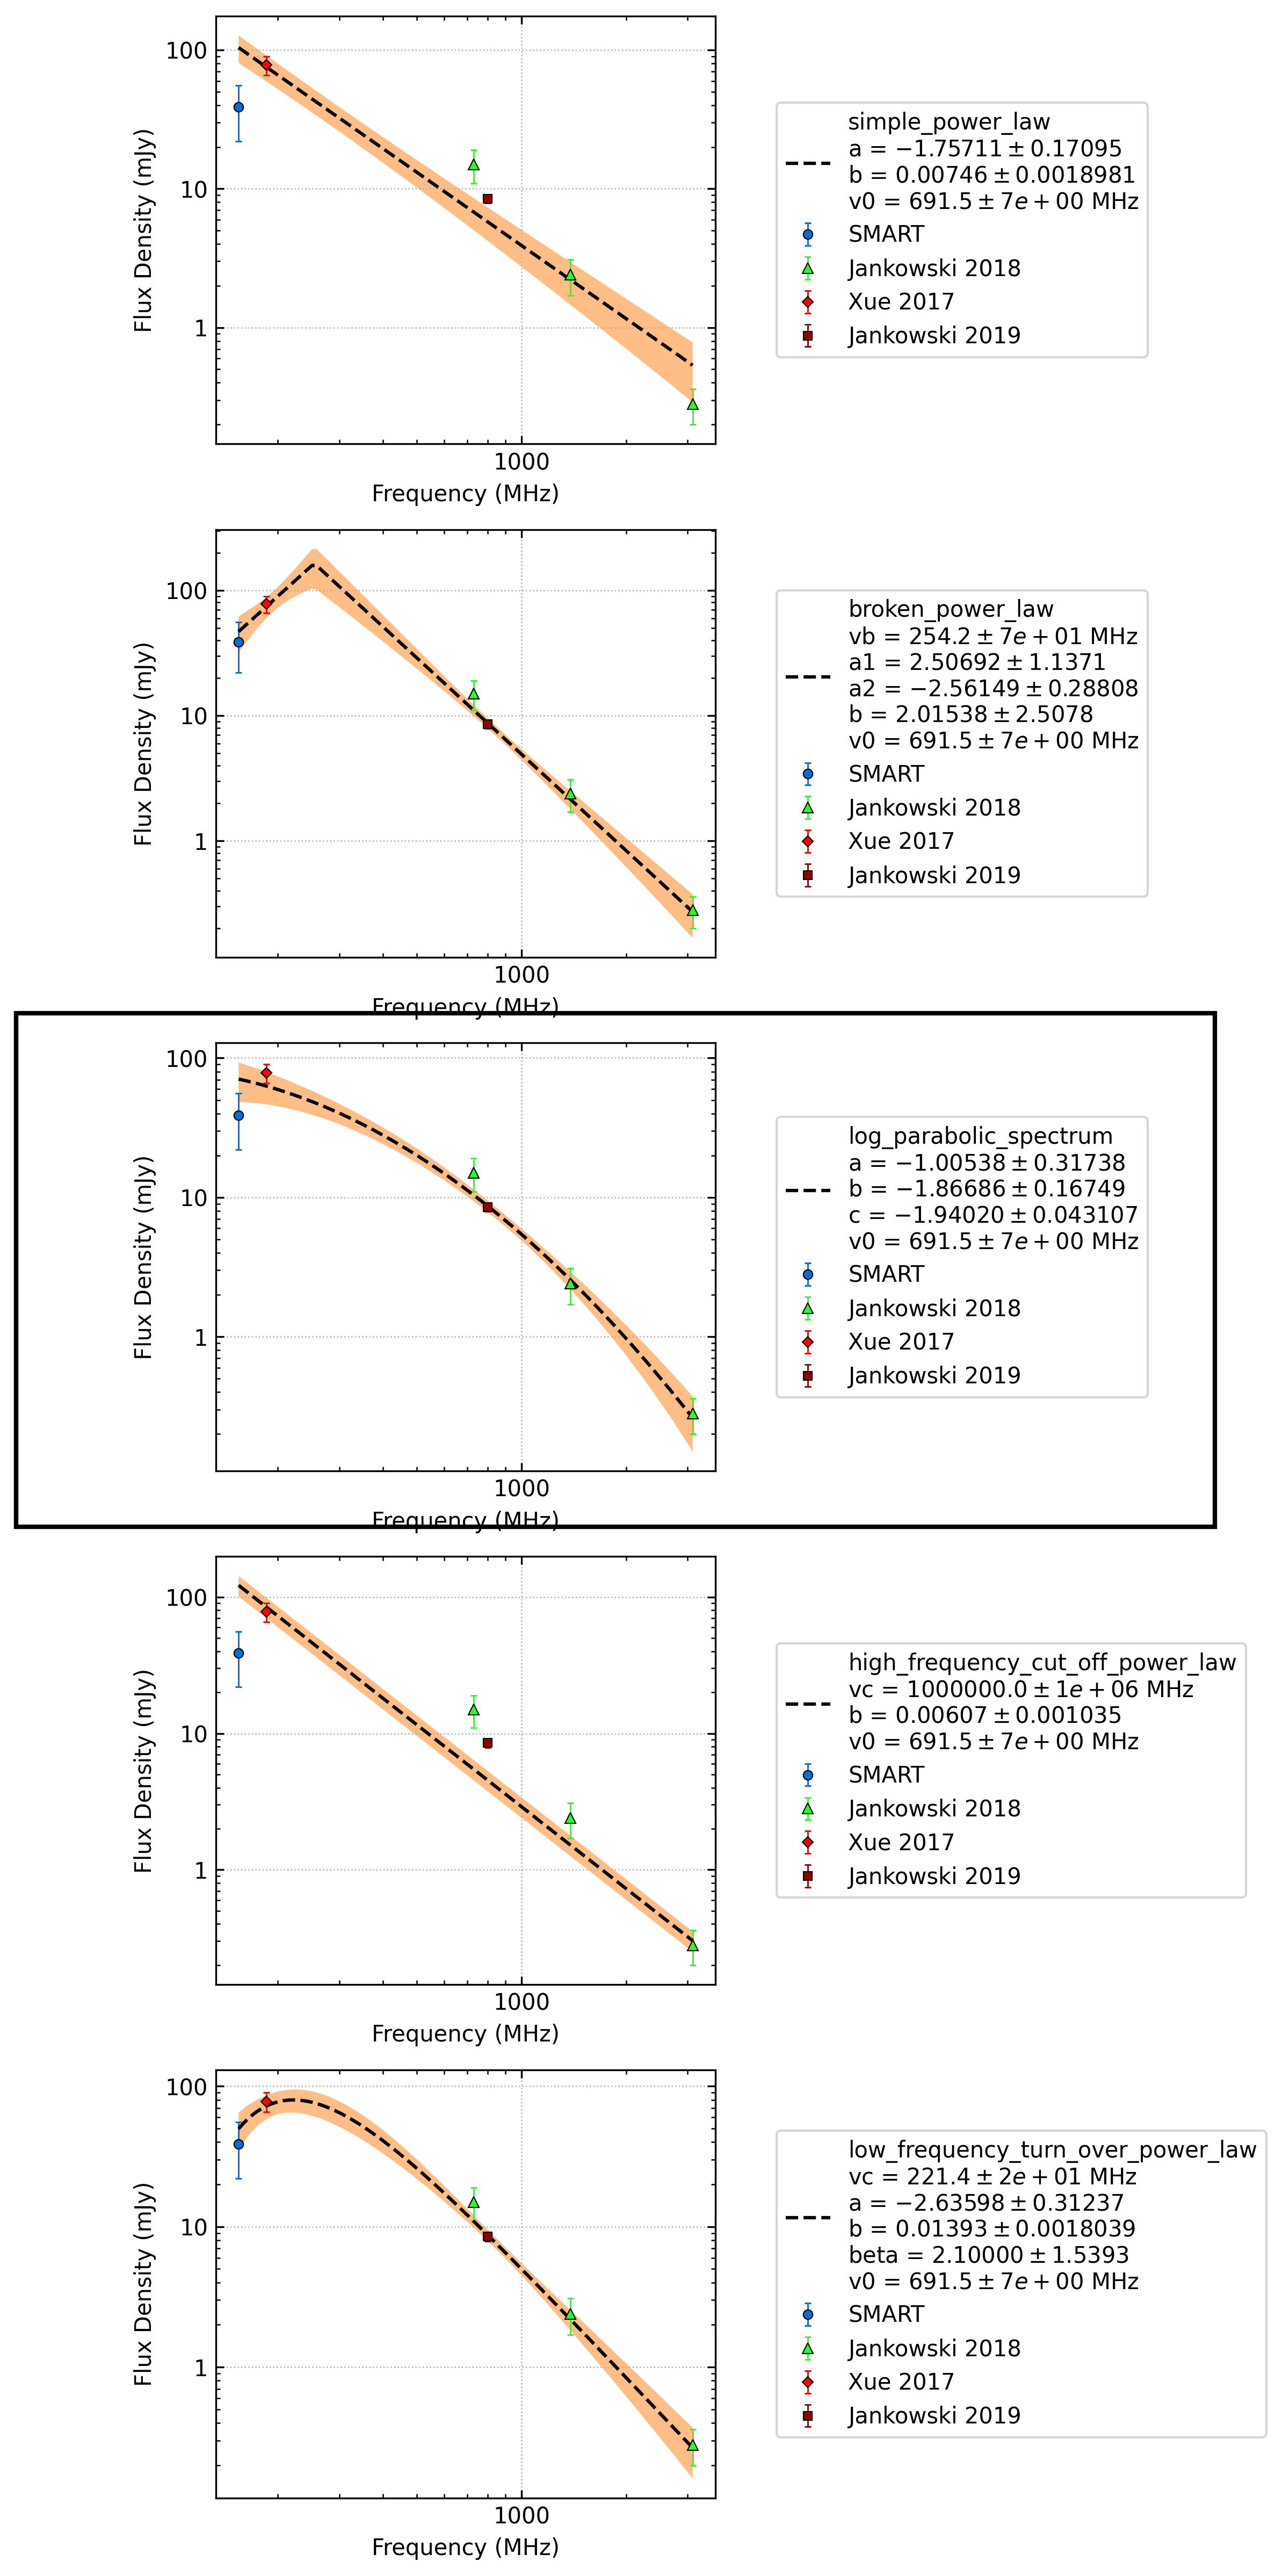 100
10
1
Flux Density (mJy)
1000
Frequency (MHz)
simple_power_law
a = −1.75711 ± 0.17095
b = 0.00746 ± 0.0018981
v0 = 691.5 ± 7e + 00 MHz
SMART
Jankowski 2018
Xue 2017
Jankowski 2019
100
10
1
Flux Density (mJy)
1000
Frequency (MHz)
broken_power_law
vb = 254.2 ± 7e + 01 MHz
a1 = 2.50692 ± 1.1371
a2 = −2.56149 ± 0.28808
b = 2.01538 ± 2.5078
v0 = 691.5 ± 7e + 00 MHz
SMART
Jankowski 2018
Xue 2017
Jankowski 2019
100
10
1
Flux Density (mJy)
1000
Frequency (MHz)
log_parabolic_spectrum
a = −1.00538 ± 0.31738
b = −1.86686 ± 0.16749
c = −1.94020 ± 0.043107
v0 = 691.5 ± 7e + 00 MHz
SMART
Jankowski 2018
Xue 2017
Jankowski 2019
100
10
1
Flux Density (mJy)
1000
Frequency (MHz)
high_frequency_cut_off_power_law
vc = 1000000.0 ± 1e + 06 MHz
b = 0.00607 ± 0.001035
v0 = 691.5 ± 7e + 00 MHz
SMART
Jankowski 2018
Xue 2017
Jankowski 2019
100
10
1
Flux Density (mJy)
1000
Frequency (MHz)
low_frequency_turn_over_power_law
vc = 221.4 ± 2e + 01 MHz
a = −2.63598 ± 0.31237
b = 0.01393 ± 0.0018039
beta = 2.10000 ± 1.5393
v0 = 691.5 ± 7e + 00 MHz
SMART
Jankowski 2018
Xue 2017
Jankowski 2019